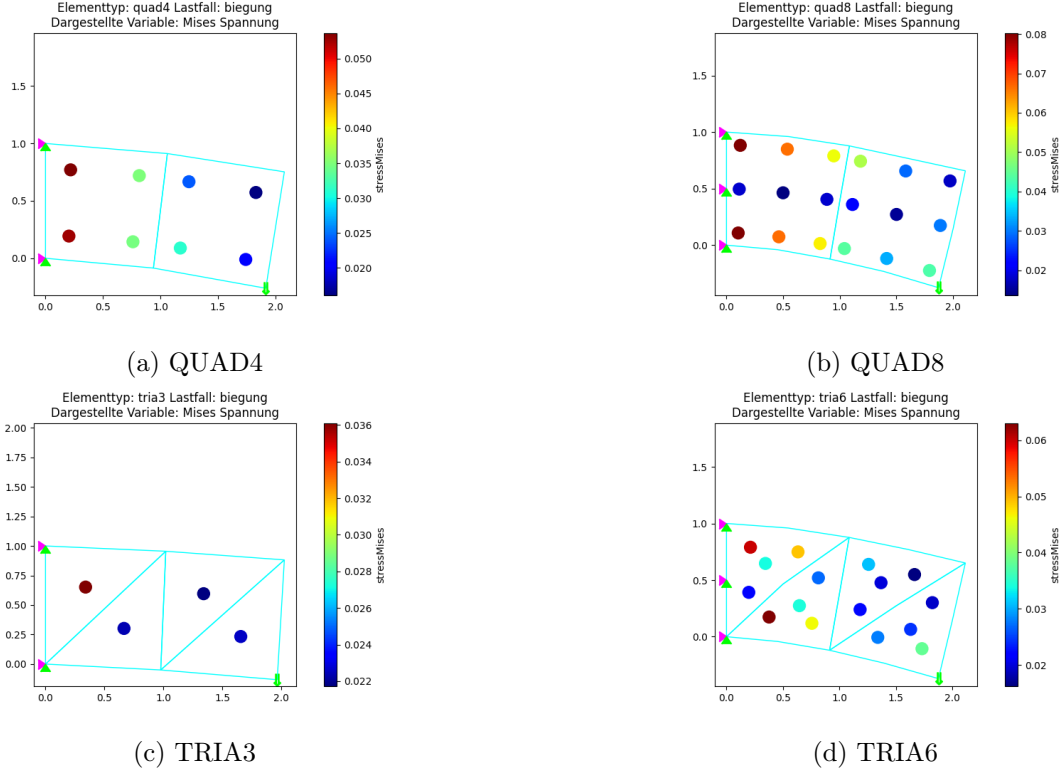 Elementtyp: quad4 Lastfall: biegung
Dargestellte Variable: Mises Spannung
1.5
1.0
0.5
0.0
0.0 0.5 1.0 1.5 2.0
0.050
0.045
0.040
0.035
0.030
0.025
0.020
stressMises
(a) QUAD4
Elementtyp: quad8 Lastfall: biegung
Dargestellte Variable: Mises Spannung
1.5
1.0
0.5
0.0
0.0 0.5 1.0 1.5 2.0
0.08
0.07
0.06
0.05
0.04
0.03
0.02
stressMises
(b) QUAD8
Elementtyp: tria3 Lastfall: biegung
Dargestellte Variable: Mises Spannung
2.00
1.75
1.50
1.25
1.00
0.75
0.50
0.25
0.00
0.0 0.5 1.0 1.5 2.0
0.036
0.034
0.032
0.030
0.028
0.026
0.024
0.022
stressMises
(c) TRIA3
Elementtyp: tria6 Lastfall: biegung
Dargestellte Variable: Mises Spannung
1.5
1.0
0.5
0.0
0.0 0.5 1.0 1.5 2.0
0.06
0.05
0.04
0.03
0.02
stressMises
(d) TRIA6